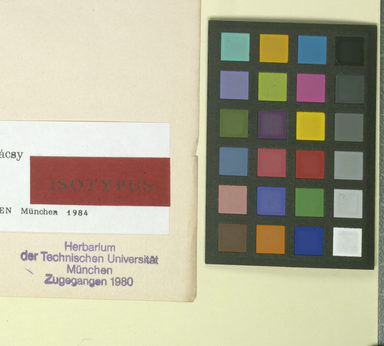 ácsy
ISOTYPUS
EN München 1984
Herbarium
der Technischen Universität
München
Zugegangen 1980